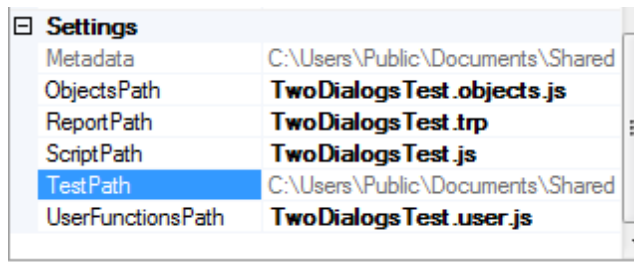 Settings
Metadata C:\Users\Public\Documents\Shared
ObjectsPath TwoDialogsTest.objects.js
ReportPath TwoDialogsTest.trp
ScriptPath TwoDialogsTest.js
TestPath C:\Users\Public\Documents\Shared
UserFunctionsPath TwoDialogsTest.user.js